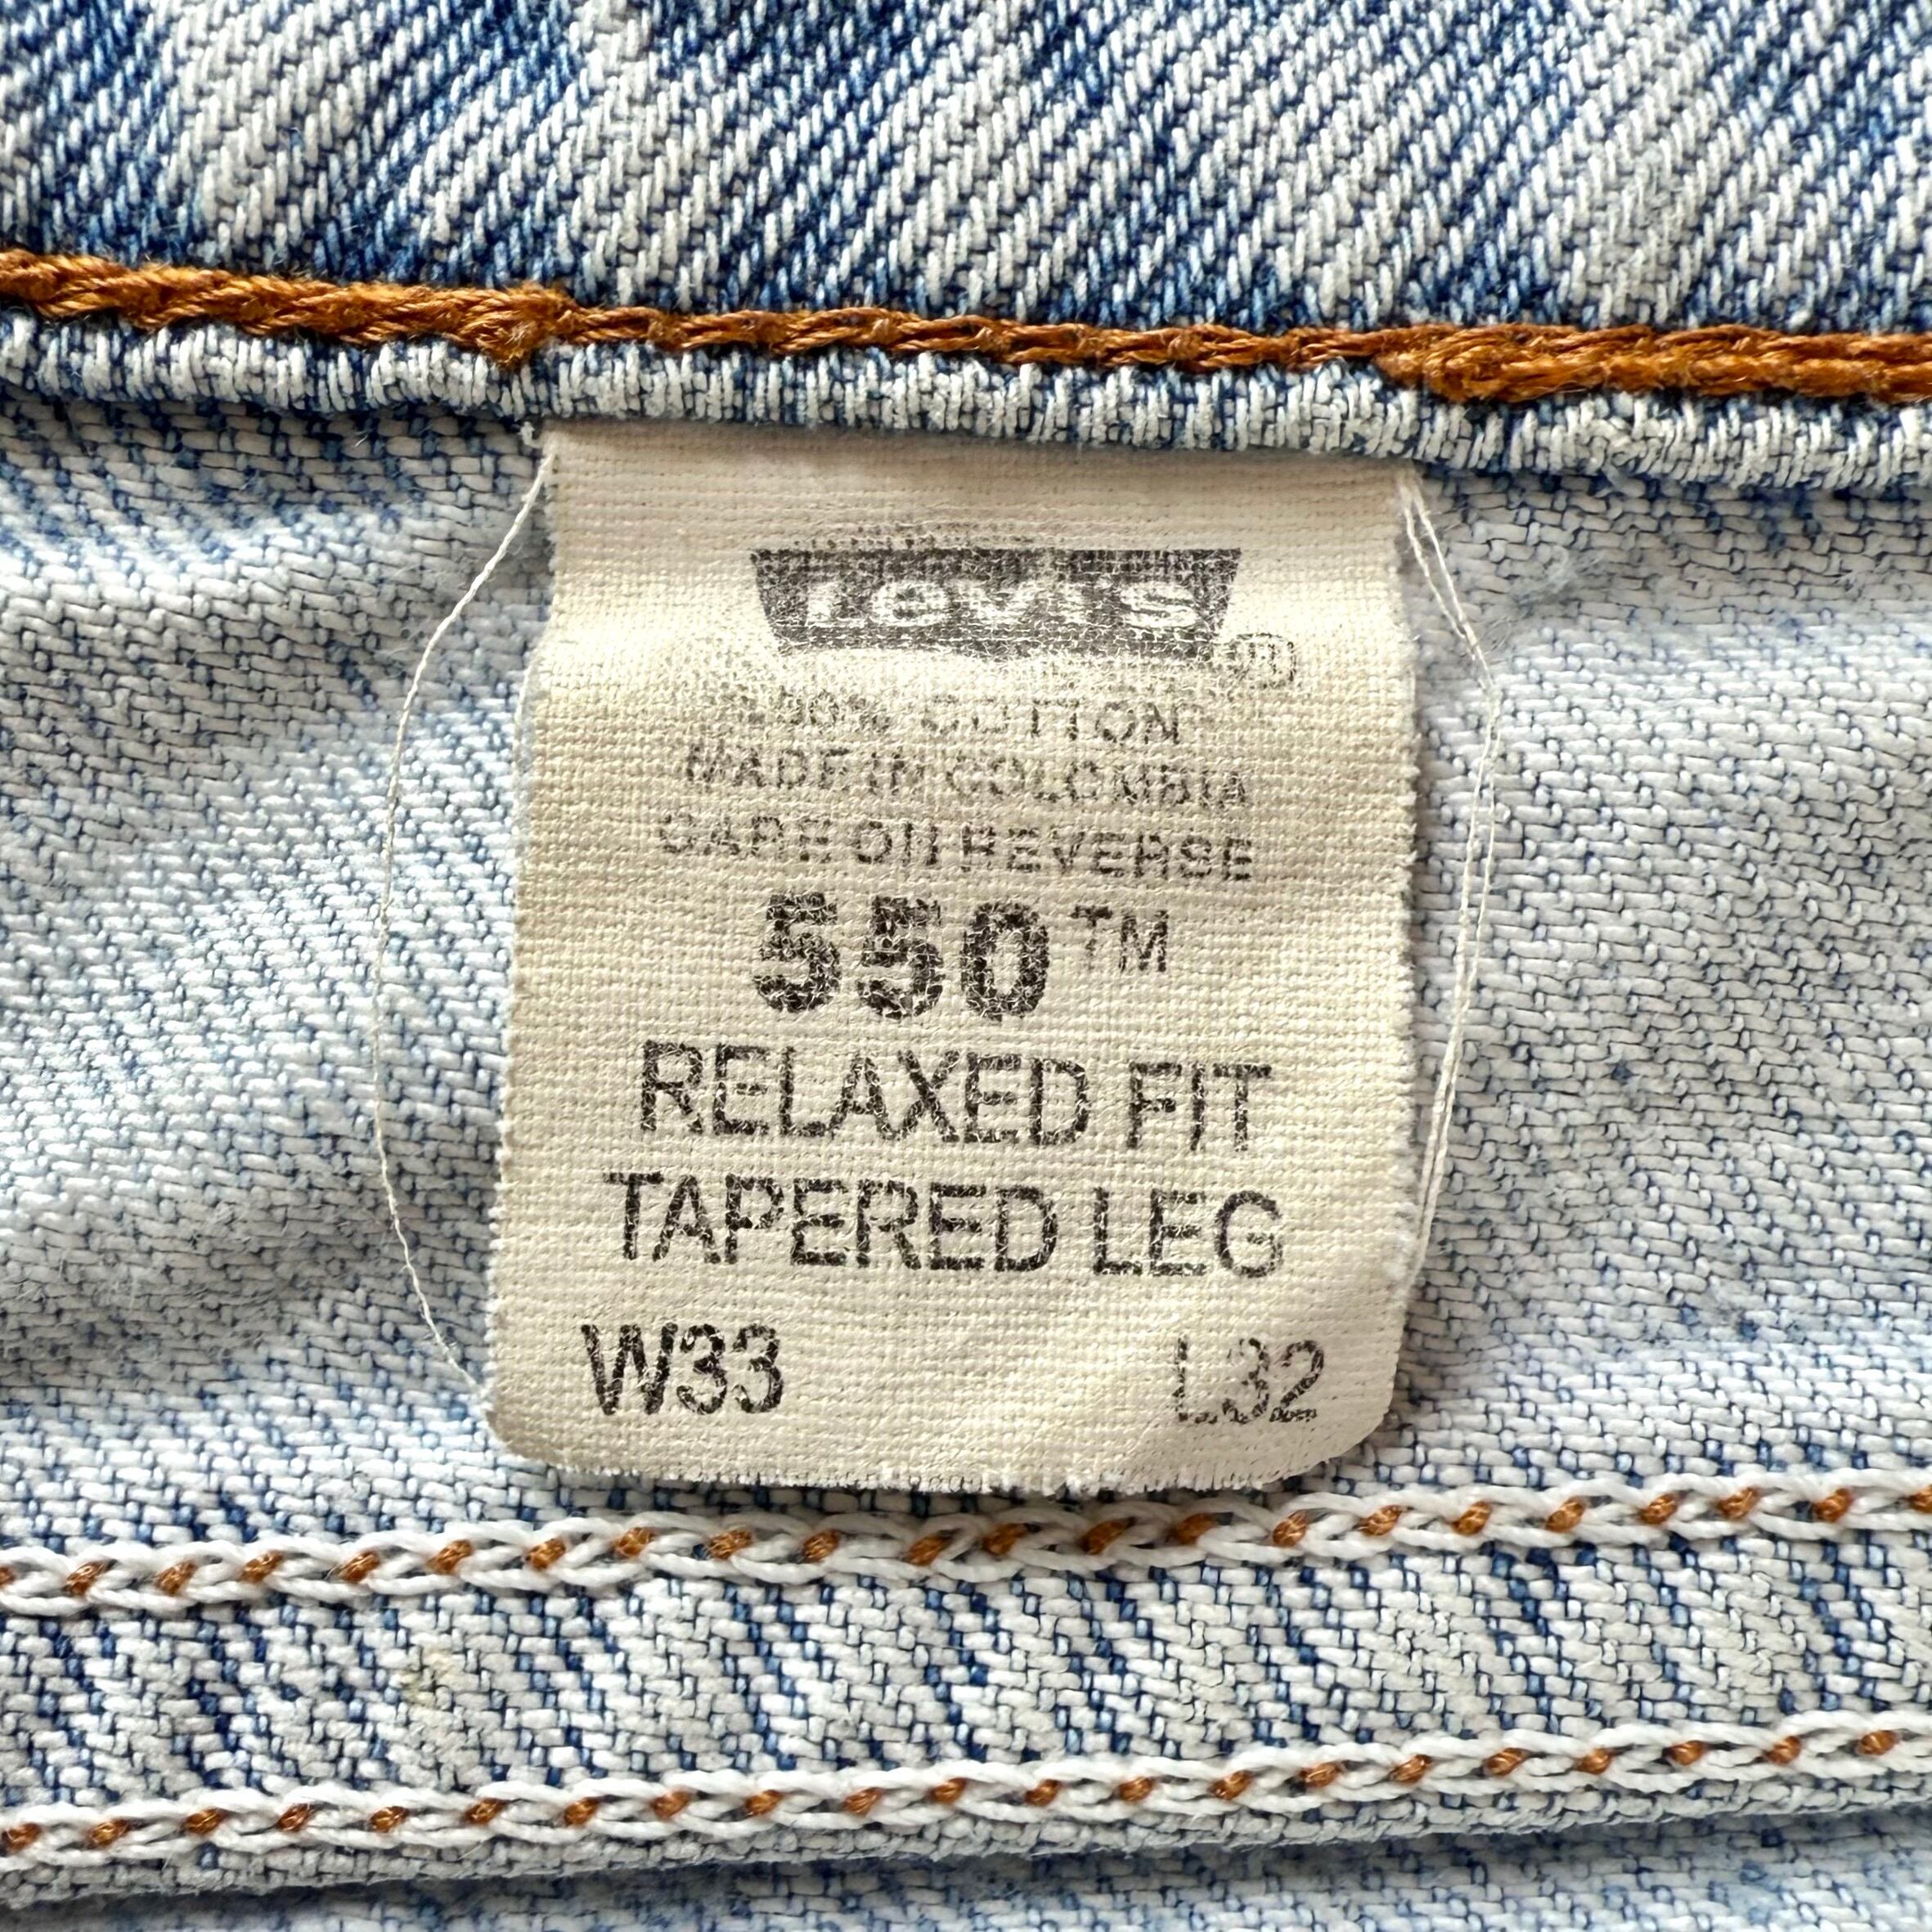 Levi's
®
100% COTTON
MADE IN COLOMBIA
CARE ON REVERSE
550™
RELAXED FIT
TAPERED LEG
W33 L32